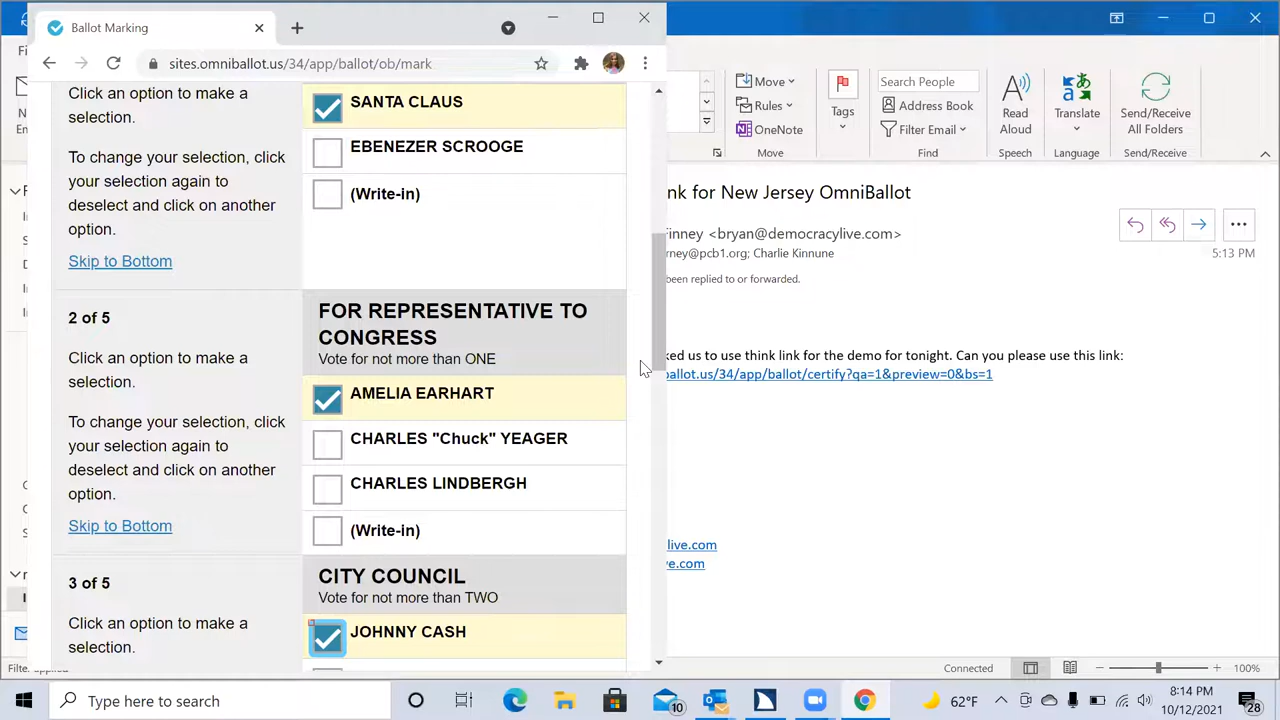 Ballot Marking
sites.omniballot.us/34/app/ballot/ob/mark
Click an option to make a
selection.
To change your selection, click
your selection again to
deselect and click on another
option.
Skip to Bottom
SANTA CLAUS
EBENEZER SCROOGE
(Write-in)
2 of 5
Click an option to make a
selection.
To change your selection, click
your selection again to
deselect and click on another
option.
Skip to Bottom
FOR REPRESENTATIVE TO
CONGRESS
Vote for not more than ONE
AMELIA EARHART
CHARLES "Chuck" YEAGER
CHARLES LINDBERGH
(Write-in)
3 of 5
Click an option to make a
selection.
CITY COUNCIL
Vote for not more than TWO
JOHNNY CASH
Move
Rules
OneNote
Move
Tags
Search People
Address Book
Filter Email
Find
Read
Aloud
Speech
Translate
Language
Send/Receive
All Folders
Send/Receive
nk for New Jersey OmniBallot
inney <bryan@democracylive.com>
rney@pcb1.org; Charlie Kinnune
5:13 PM
been replied to or forwarded.
ked us to use think link for the demo for tonight. Can you please use this link:
ballot.us/34/app/ballot/certify?qa=1&preview=0&bs=1
live.com
ve.com
Connected
100%
Type here to search
10
62°F
8:14 PM
10/12/2021
28